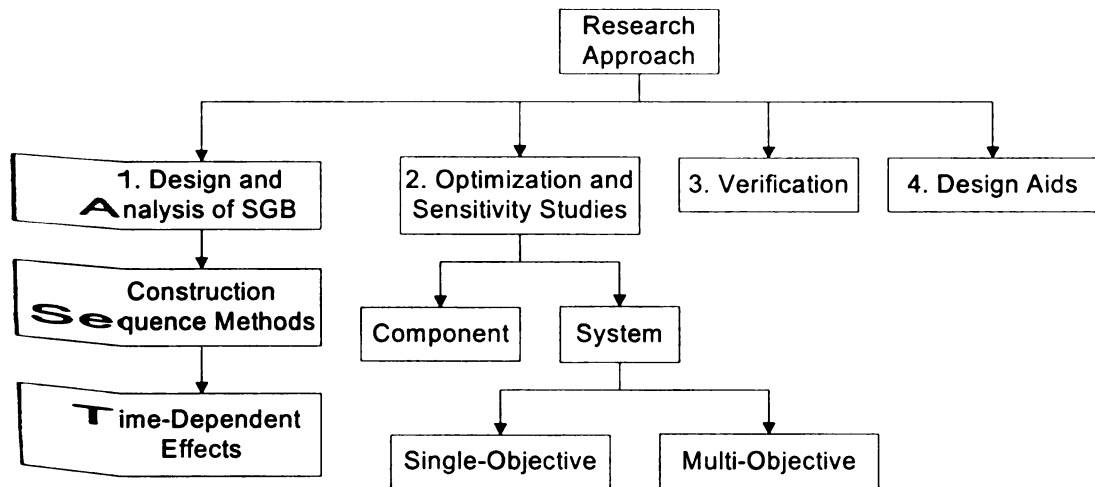 Research
Approach
1. Design and
Analysis of SGB
2. Optimization and
Sensitivity Studies
3. Verification
4. Design Aids
Construction
Sequence Methods
Component
System
Time-Dependent
Effects
Single-Objective
Multi-Objective